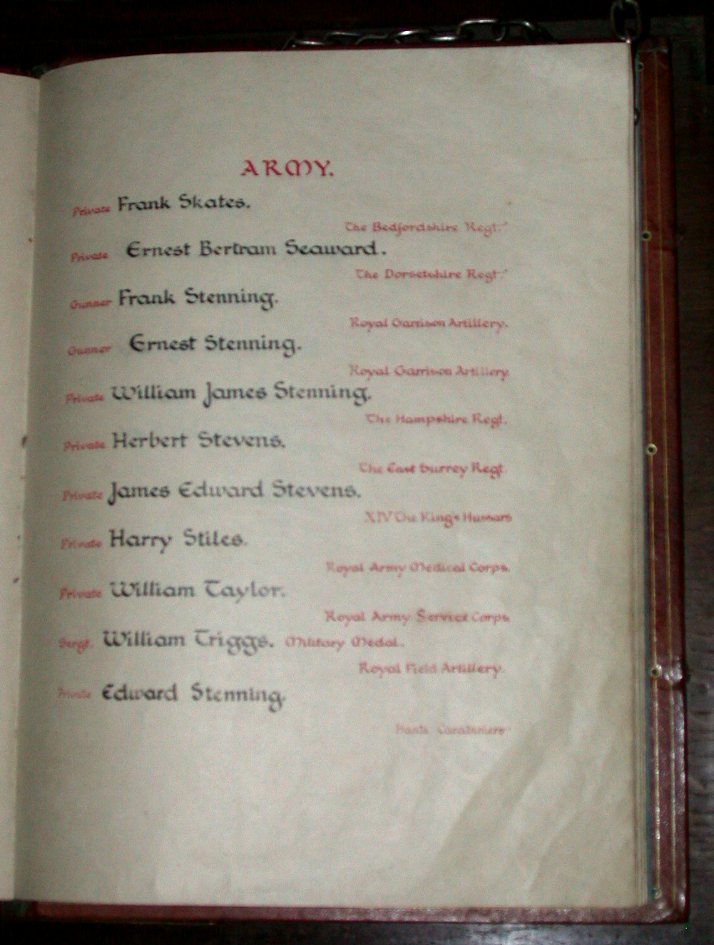 ARMY.
Private Frank Skates.
The Bedfordshire Regt.
Private Ernest Bertram Seaward.
The Dorsetshire Regt.
Gunner Frank Stenning.
Royal Garrison Artillery.
Gunner Ernest Stenning.
Royal Garrison Artillery.
Private William James Stenning.
The Hampshire Regt.
Private Herbert Stevens.
The East Surrey Regt.
Private James Edward Stevens.
XIV The King's Hussars
Private Harry Stiles.
Royal Army Medical Corps.
Private William Taylor.
Royal Army Service Corps.
Sergt. William Triggs. Military Medal.
Royal Field Artillery.
Private Edward Stenning.
Hants Carabiniers